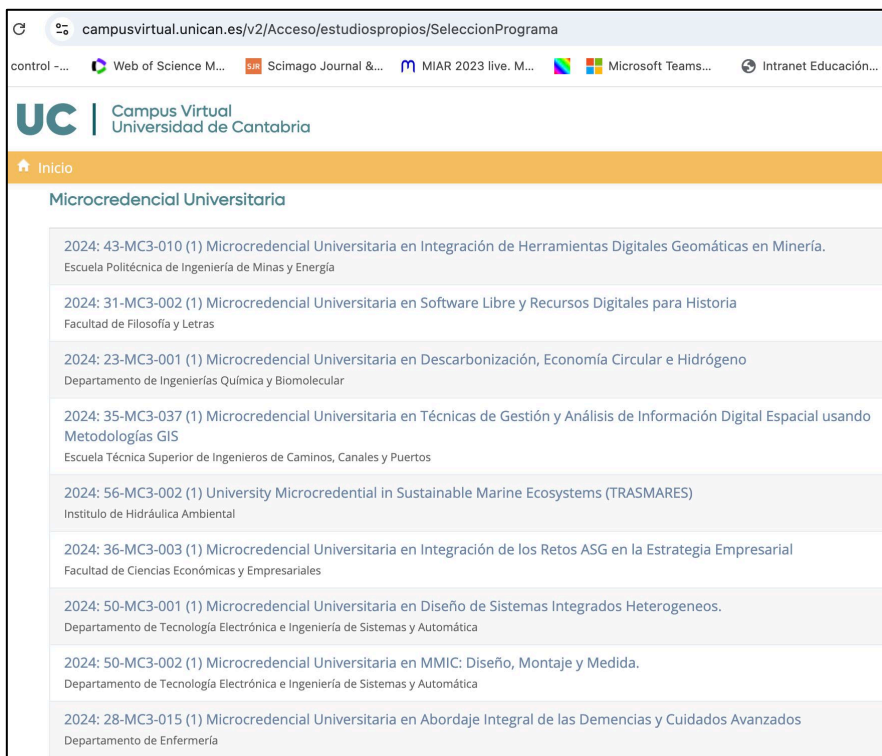 campusvirtual.unican.es/v2/Acceso/estudiospropios/SeleccionPrograma
control -...
Web of Science M...
SJR
Scimago Journal &...
MIAR 2023 live. M...
Microsoft Teams...
Intranet Educación...
UC
Campus Virtual
Universidad de Cantabria
Inicio
Microcredencial Universitaria
2024: 43-MC3-010 (1) Microcredencial Universitaria en Integración de Herramientas Digitales Geomáticas en Minería.
Escuela Politécnica de Ingeniería de Minas y Energía
2024: 31-MC3-002 (1) Microcredencial Universitaria en Software Libre y Recursos Digitales para Historia
Facultad de Filosofía y Letras
2024: 23-MC3-001 (1) Microcredencial Universitaria en Descarbonización, Economía Circular e Hidrógeno
Departamento de Ingenierías Química y Biomolecular
2024: 35-MC3-037 (1) Microcredencial Universitaria en Técnicas de Gestión y Análisis de Información Digital Espacial usando
Metodologías GIS
Escuela Técnica Superior de Ingenieros de Caminos, Canales y Puertos
2024: 56-MC3-002 (1) University Microcredential in Sustainable Marine Ecosystems (TRASMARES)
Institulo de Hidráulica Ambiental
2024: 36-MC3-003 (1) Microcredencial Universitaria en Integración de los Retos ASG en la Estrategia Empresarial
Facultad de Ciencias Económicas y Empresariales
2024: 50-MC3-001 (1) Microcredencial Universitaria en Diseño de Sistemas Integrados Heterogeneos.
Departamento de Tecnología Electrónica e Ingeniería de Sistemas y Automática
2024: 50-MC3-002 (1) Microcredencial Universitaria en MMIC: Diseño, Montaje y Medida.
Departamento de Tecnología Electrónica e Ingeniería de Sistemas y Automática
2024: 28-MC3-015 (1) Microcredencial Universitaria en Abordaje Integral de las Demencias y Cuidados Avanzados
Departamento de Enfermería